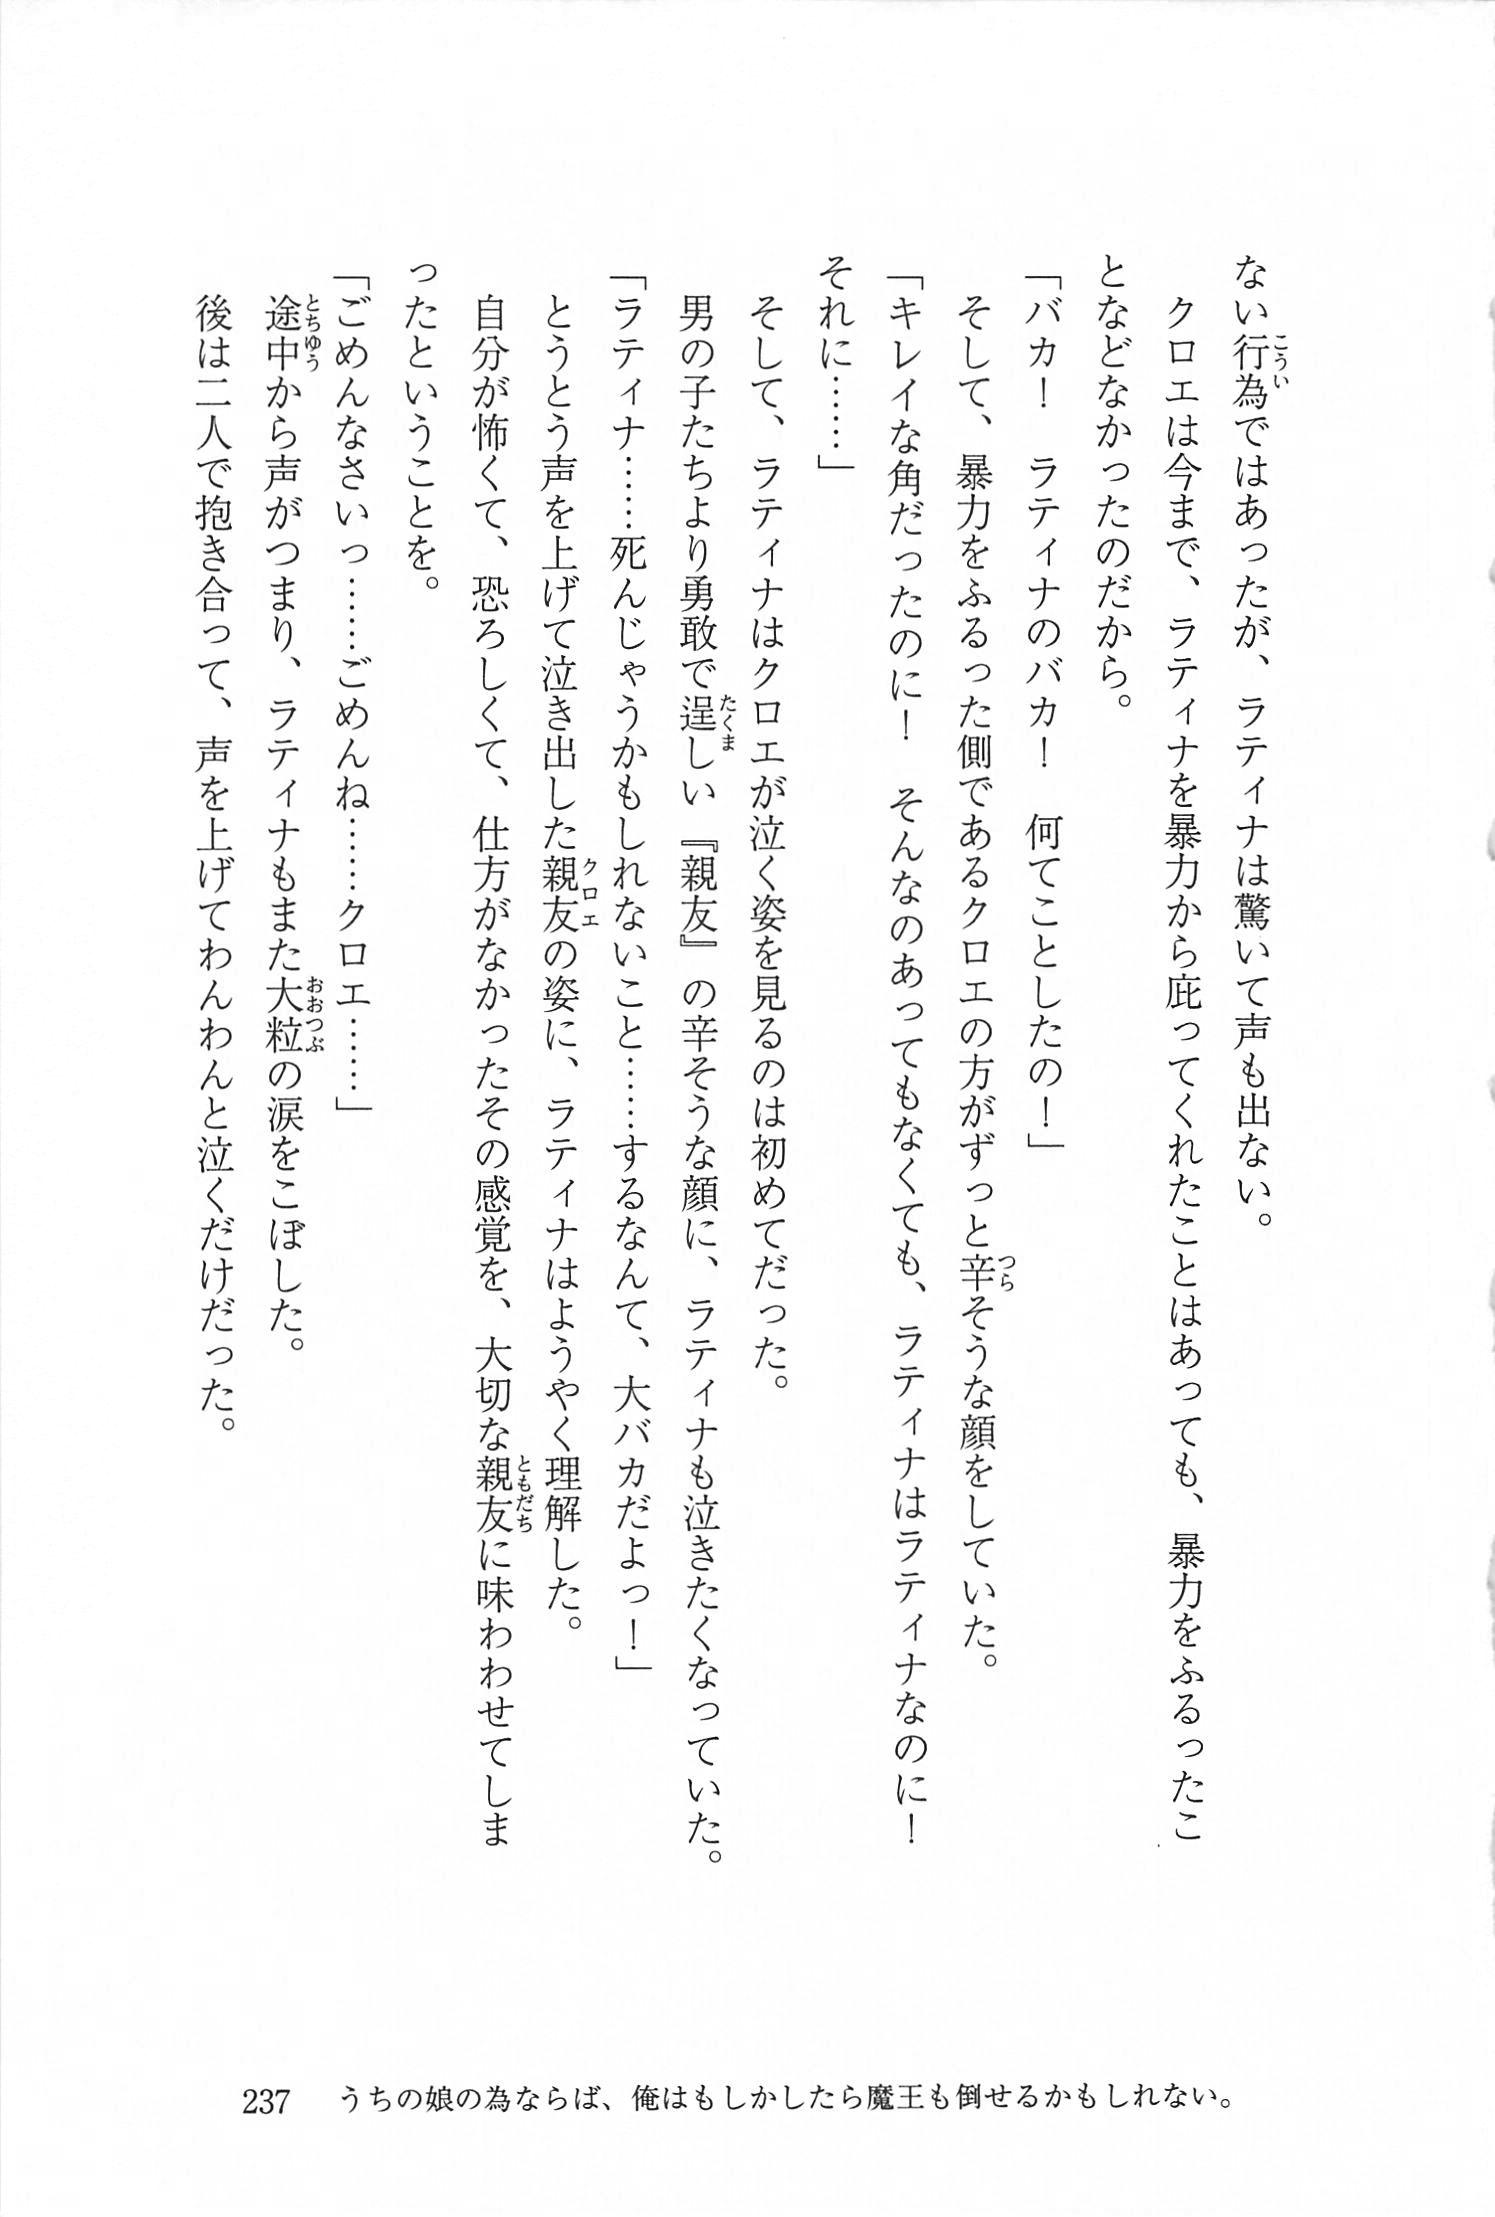 ない行為ではあったが、ラティナは驚いて声も出ない。
クロエは今まで、ラティナを暴力から庇ってくれたことはあっても、暴力をふるったこ
となどなかったのだから。
「バカ！　ラティナのバカ！　何てことしたの！」
そして、暴力をふるった側であるクロエの方がずっと辛そうな顔をしていた。
「キレイな角だったのに！　そんなのあってもなくても、ラティナはラティナなのに！
それに……」
そして、ラティナはクロエが泣く姿を見るのは初めてだった。
男の子たちより勇敢で逞しい『親友』の辛そうな顔に、ラティナも泣きたくなっていた。
「ラティナ……死んじゃうかもしれないこと……するなんて、大バカだよっ！」
とうとう声を上げて泣き出した親友の姿に、ラティナはようやく理解した。
自分が怖くて、恐ろしくて、仕方がなかったその感覚を、大切な親友に味わわせてしま
ったということを。
「ごめんなさいっ……ごめんね……クロエ……」
途中から声がつまり、ラティナもまた大粒の涙をこぼした。
後は二人で抱き合って、声を上げてわんわんと泣くだけだった。
237　うちの娘の為ならば、俺はもしかしたら魔王も倒せるかもしれない。